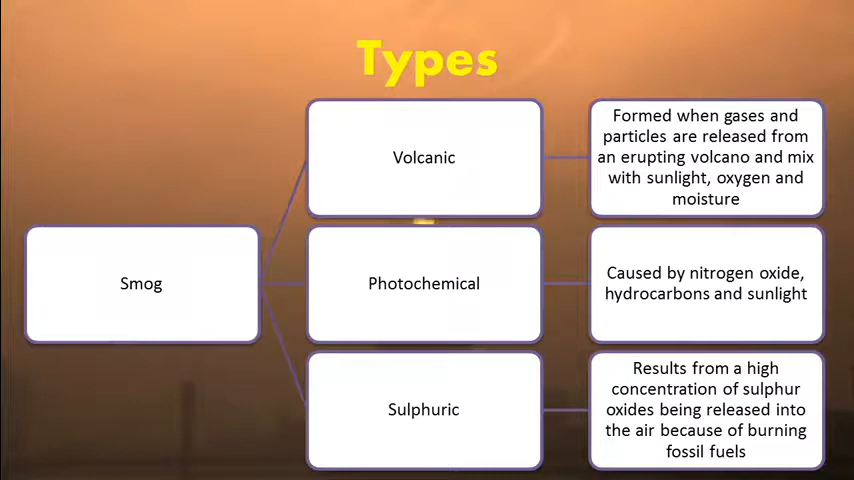 Types
Smog
Volcanic
Formed when gases and
particles are released from
an erupting volcano and mix
with sunlight, oxygen and
moisture
Photochemical
Caused by nitrogen oxide,
hydrocarbons and sunlight
Sulphuric
Results from a high
concentration of sulphur
oxides being released into
the air because of burning
fossil fuels